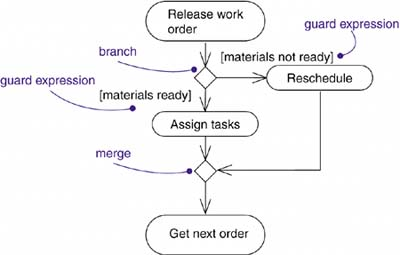 Release work
order
guard expression
branch
[materials not ready]
guard expression
Reschedule
[materials ready]
Assign tasks
merge
Get next order